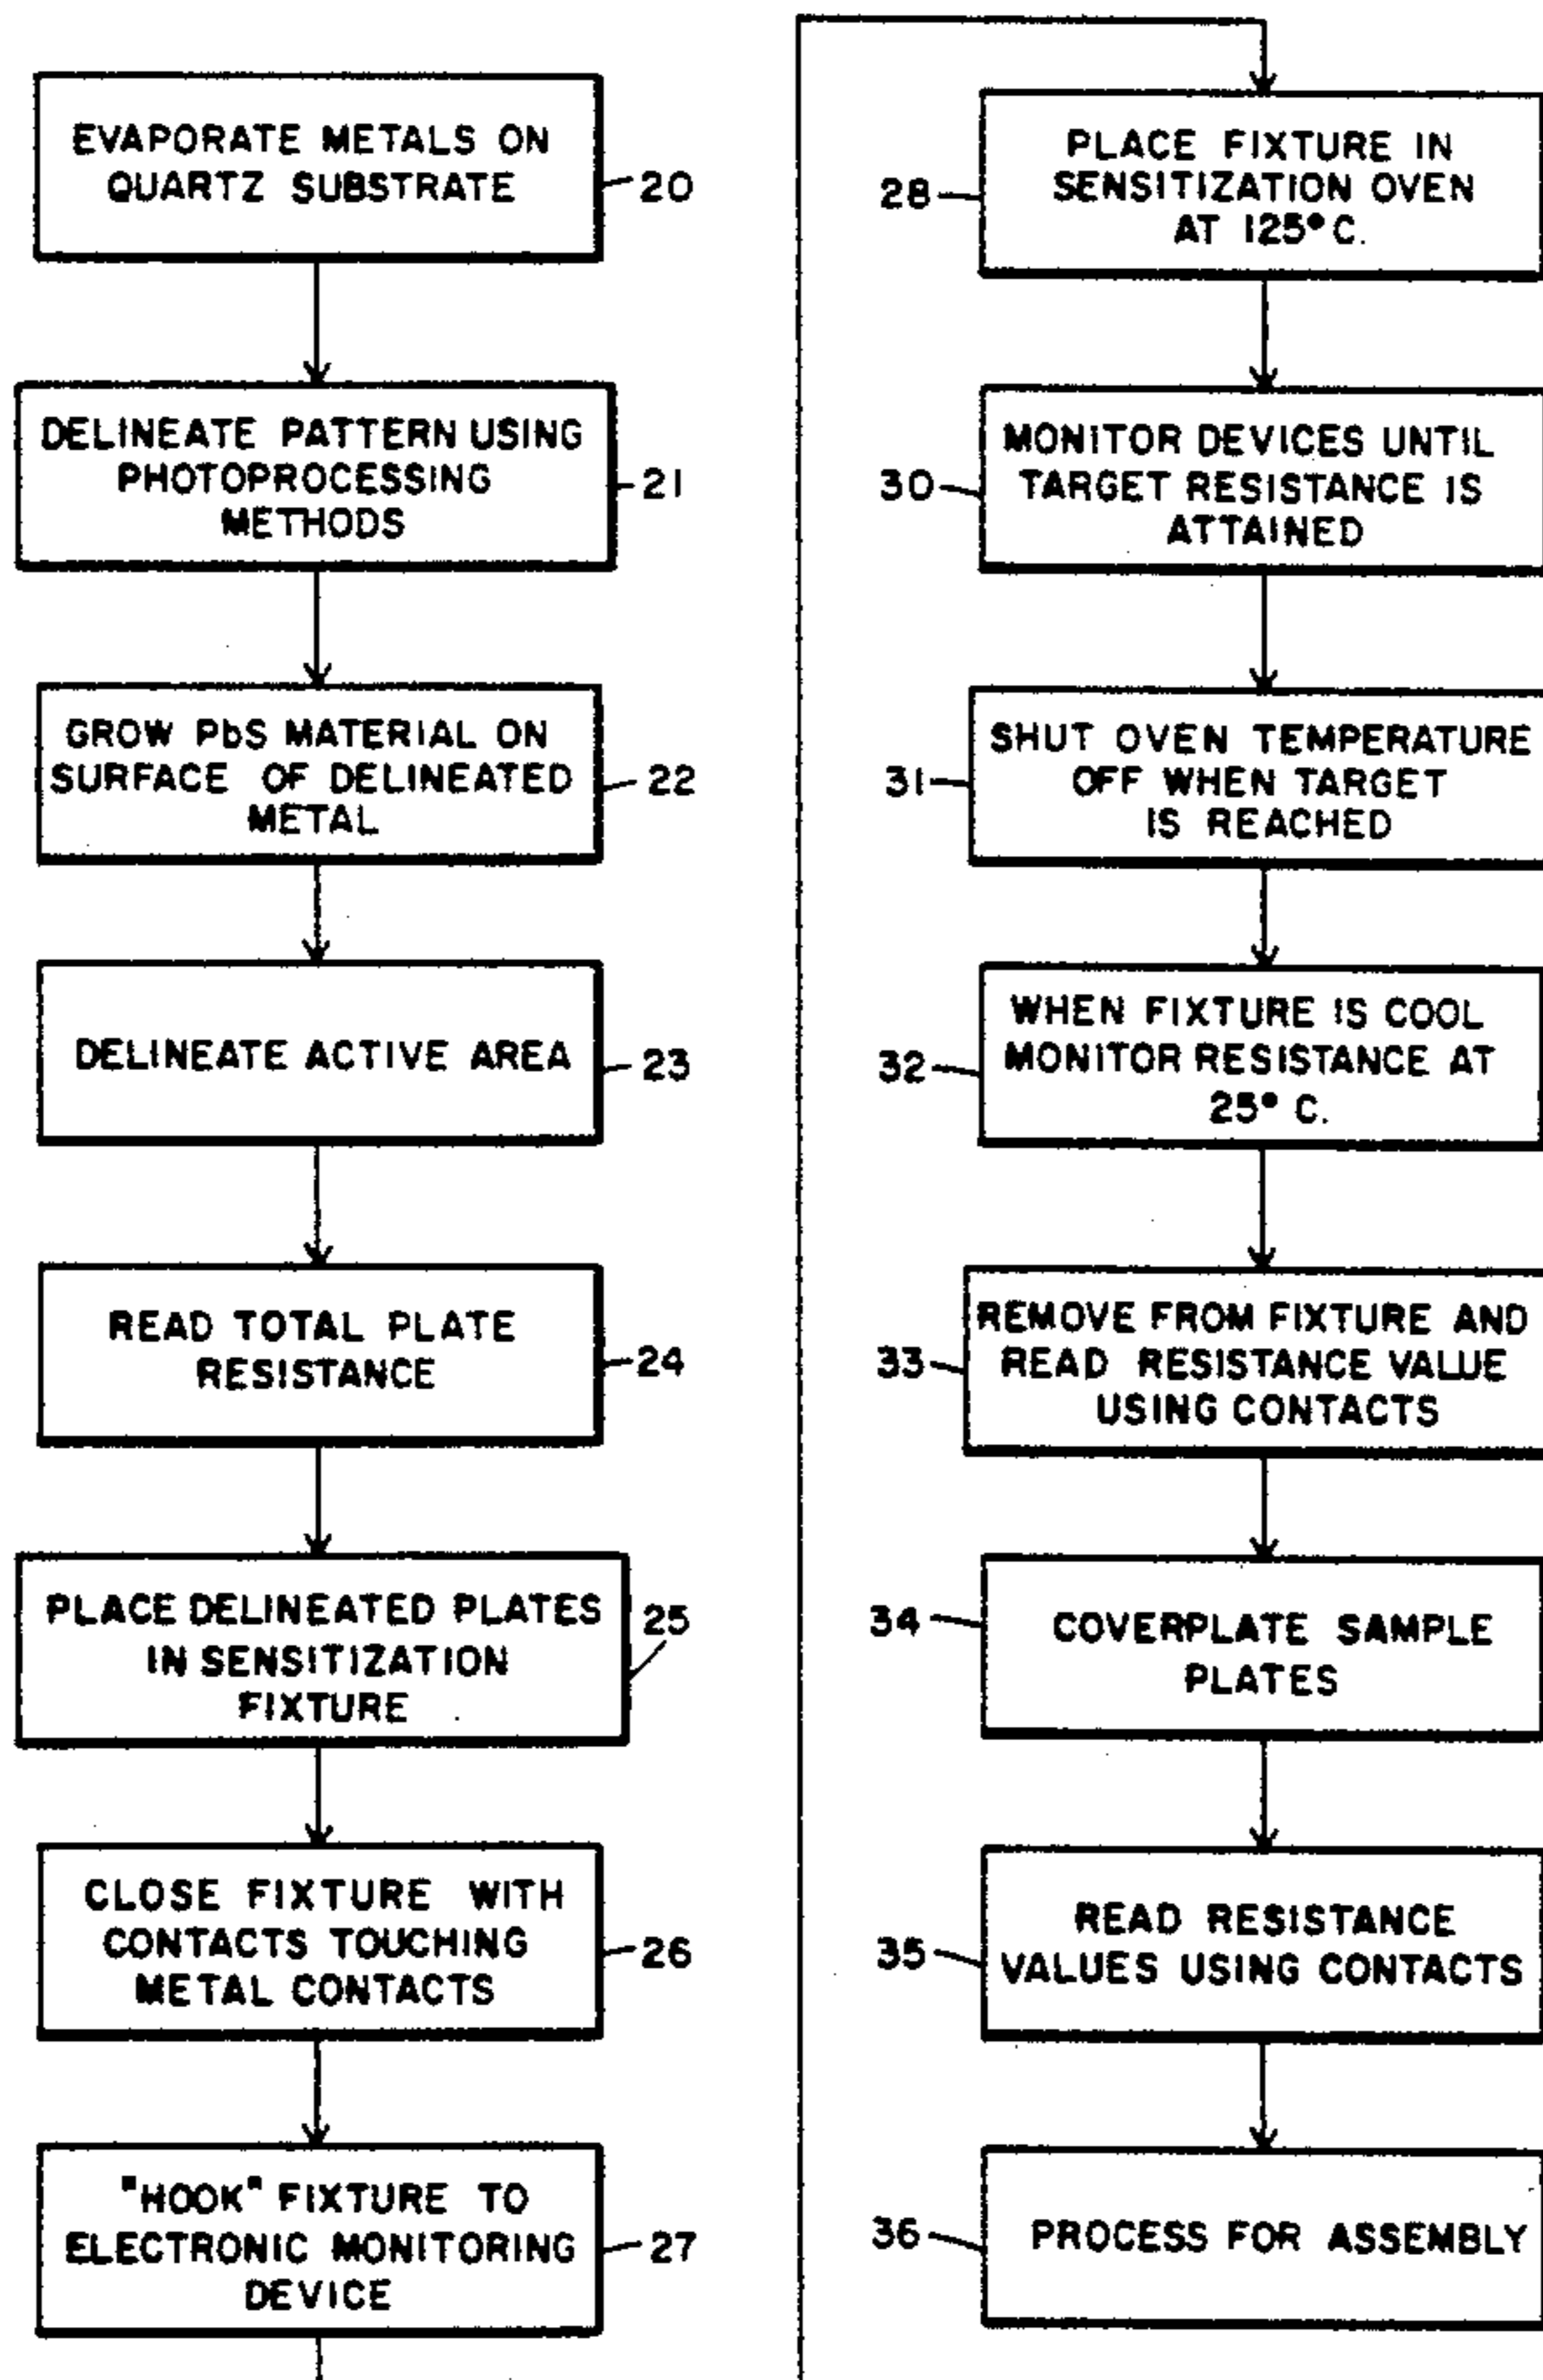 EVAPORATE METALS ON
QUARTZ SUBSTRATE
20
DELINEATE PATTERN USING
PHOTOPROCESSING
METHODS
21
GROW PbS MATERIAL ON
SURFACE OF DELINEATED
METAL
22
DELINEATE ACTIVE AREA
23
READ TOTAL PLATE
RESISTANCE
24
PLACE DELINEATED PLATES
IN SENSITIZATION
FIXTURE
25
CLOSE FIXTURE WITH
CONTACTS TOUCHING
METAL CONTACTS
26
"HOOK" FIXTURE TO
ELECTRONIC MONITORING
DEVICE
27
PLACE FIXTURE IN
SENSITIZATION OVEN
AT 125° C.
28
MONITOR DEVICES UNTIL
TARGET RESISTANCE IS
ATTAINED
30
SHUT OVEN TEMPERATURE
OFF WHEN TARGET
IS REACHED
31
WHEN FIXTURE IS COOL
MONITOR RESISTANCE AT
25° C.
32
REMOVE FROM FIXTURE AND
READ RESISTANCE VALUE
USING CONTACTS
33
COVERPLATE SAMPLE
PLATES
34
READ RESISTANCE
VALUES USING CONTACTS
35
PROCESS FOR ASSEMBLY
36